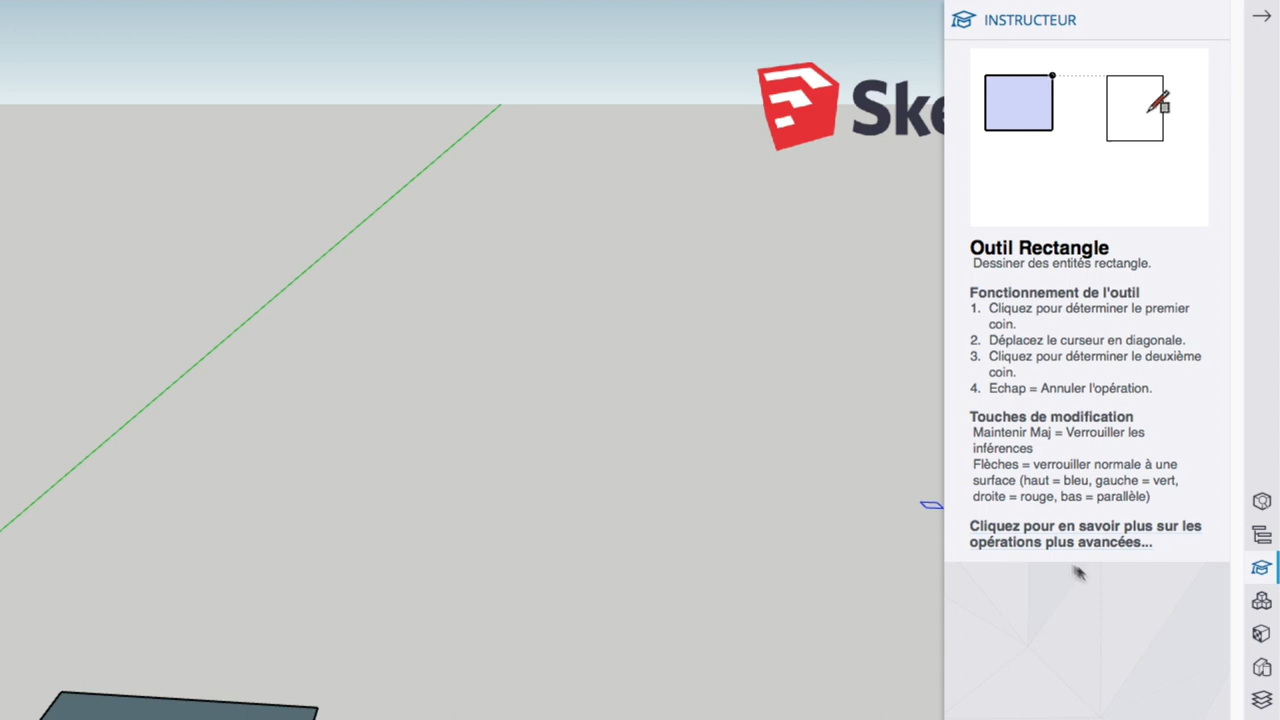 INSTRUCTEUR
Ske
Outil Rectangle
Dessiner des entités rectangle.
Fonctionnement de l'outil
1. Cliquez pour déterminer le premier
coin.
2. Déplacez le curseur en diagonale.
3. Cliquez pour déterminer le deuxième
coin.
4. Echap = Annuler l'opération.
Touches de modification
Maintenir Maj = Verrouiller les
inférences
Flèches = verrouiller normale à une
surface (haut = bleu, gauche = vert,
droite = rouge, bas = parallèle)
Cliquez pour en savoir plus sur les
opérations plus avancées...